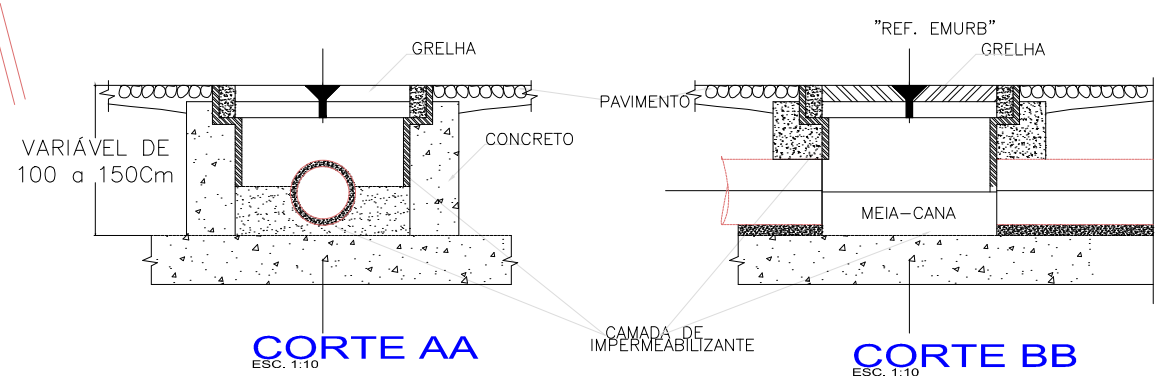 "REF. EMURB"
GRELHA
GRELHA
PAVIMENTO
CONCRETO
VARIÁVEL DE
100 a 150Cm
MEIA-CANA
CAMADA DE
IMPERMEABILIZANTE
CORTE AA
ESC. 1:10
CORTE BB
ESC. 1:10